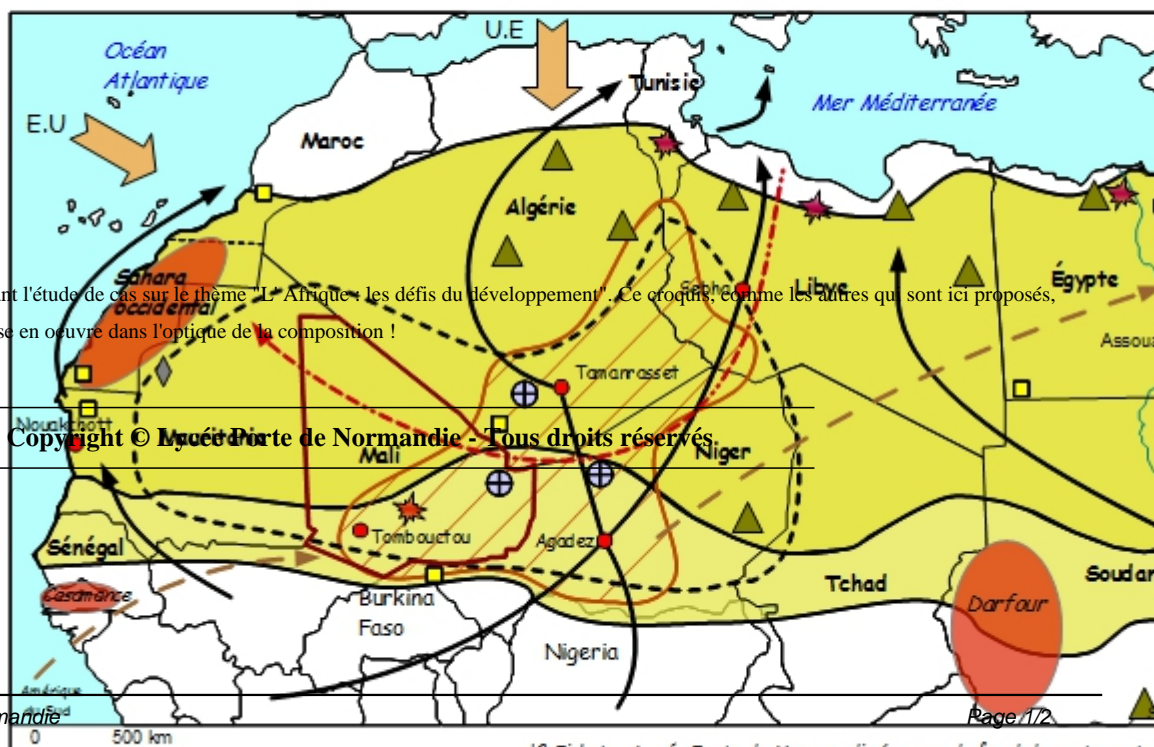 U.E
Océan
Atlantique
Tunisie
Mer Méditerranée
E.U
Maroc
Algérie
Sahara
occidental
Sebha
Libye
Égypte
nt l'étude de cas sur le thème "L'Afrique : les défis du développement". Ce croquis, comme les autres qui sont ici proposés,
se en oeuvre dans l'optique de la composition !
Assoua
Tamanrasset
Nouakchott
Copyright © Lycée Porte de Normandie - Tous droits réservés
Mauritanie
Mali
Niger
Tombouctou
Agadez
Sénégal
Tchad
Soudan
Casamance
Burkina
Faso
Darfour
Nigeria
Amérique
du Sud
mandie
Page 1/2
0 500 km